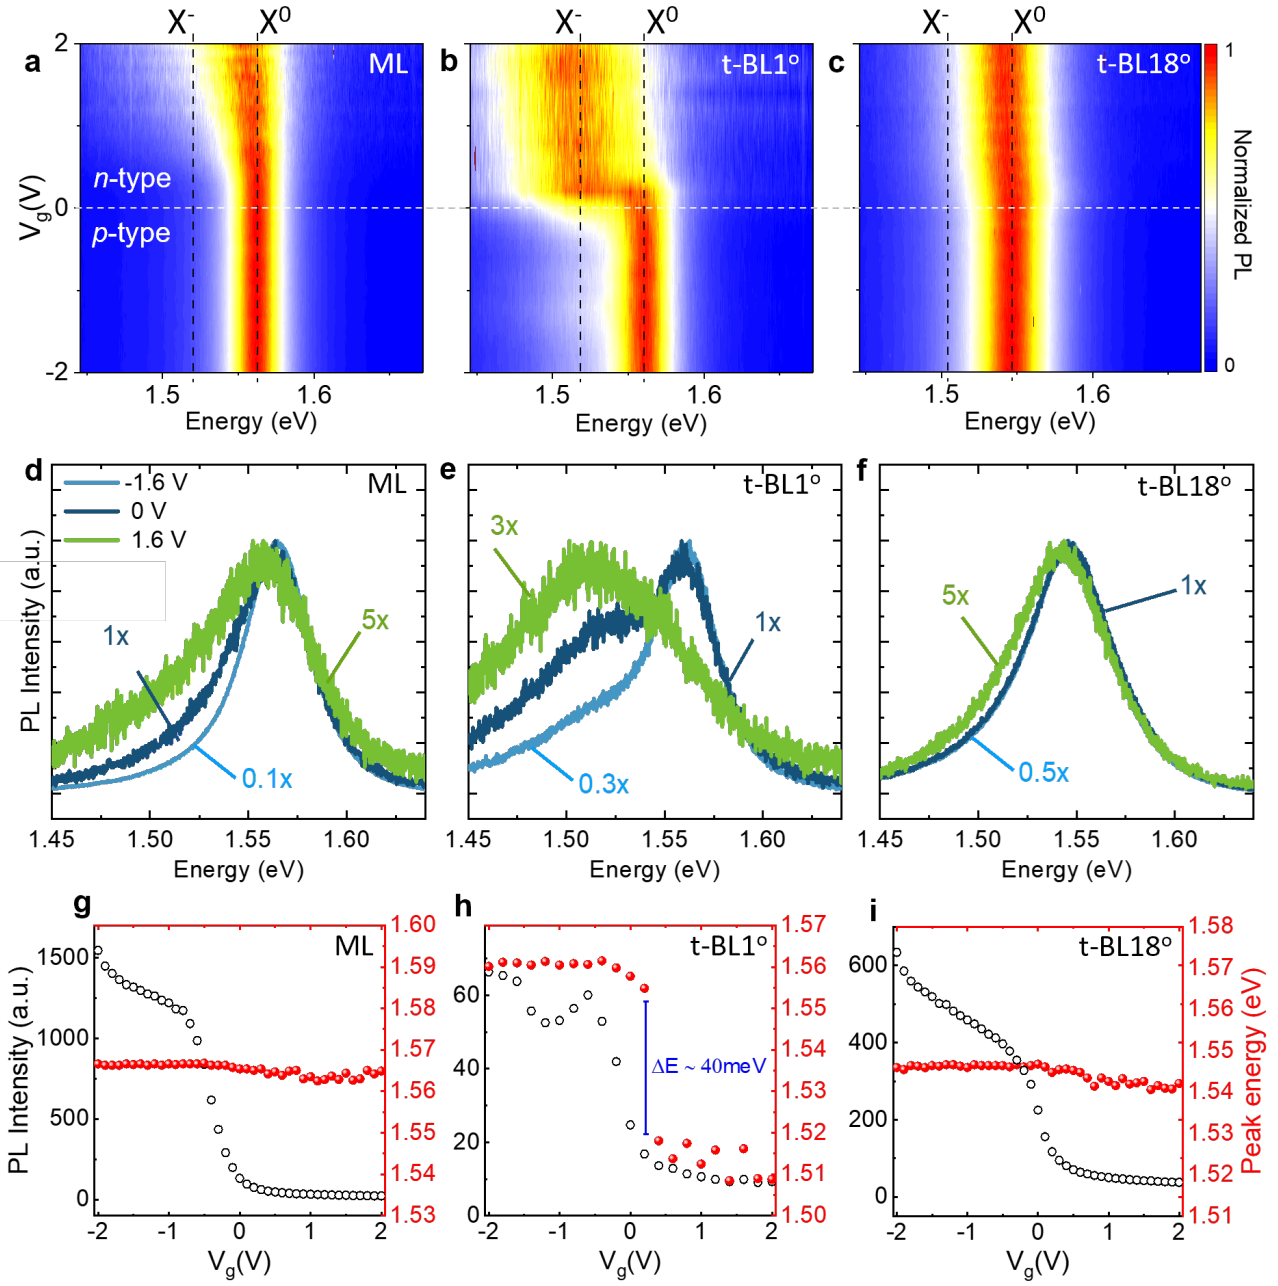 X⁻ X⁰ X⁻ X⁰ X⁻ X⁰
a ML b t-BL1° c t-BL18°
2
0
-2
Vg(V)
n-type
p-type
1.5 1.6 1.5 1.6 1.5 1.6
Energy (eV) Energy (eV) Energy (eV)
1
0
Normalized PL
d ML e t-BL1° f t-BL18°
-1.6 V
0 V
1.6 V
PL Intensity (a.u.)
1x 5x 0.1x
3x 1x 0.3x
5x 1x 0.5x
1.45 1.50 1.55 1.60 1.45 1.50 1.55 1.60 1.45 1.50 1.55 1.60
Energy (eV) Energy (eV) Energy (eV)
g ML
PL Intensity (a.u.)
1500
1000
500
0
1.60
1.59
1.58
1.57
1.56
1.55
1.54
1.53
-2 -1 0 1 2
Vg(V)
h t-BL1°
60
40
20
0
ΔE ~ 40meV
1.57
1.56
1.55
1.54
1.53
1.52
1.51
1.50
-2 -1 0 1 2
Vg(V)
i t-BL18°
600
400
200
0
1.58
1.57
1.56
1.55
1.54
1.53
1.52
1.51
Peak energy (eV)
-2 -1 0 1 2
Vg(V)